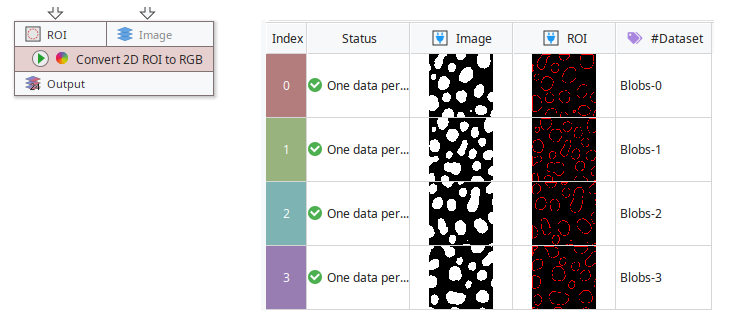 ROI Image
Convert 2D ROI to RGB
24 Output
Index Status Image ROI #Dataset
0 One data per... Blobs-0
1 One data per... Blobs-1
2 One data per... Blobs-2
3 One data per... Blobs-3